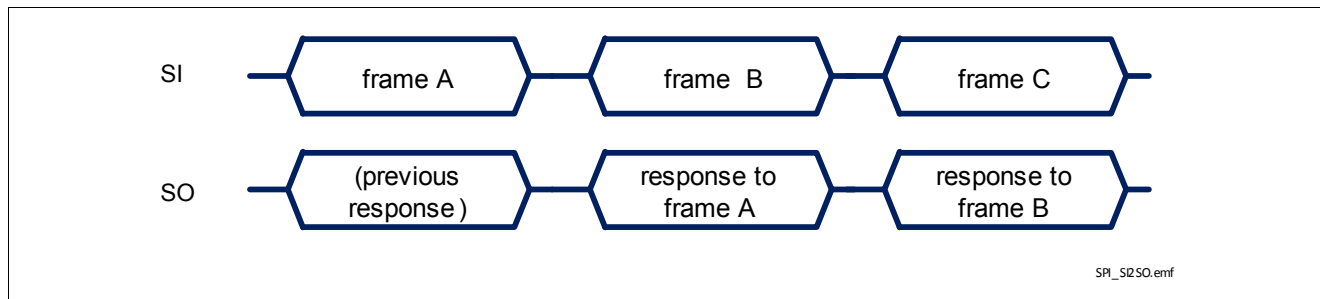 SI
frame A
frame B
frame C
SO
(previous
response)
response to
frame A
response to
frame B
SPI_SI2SO.emf